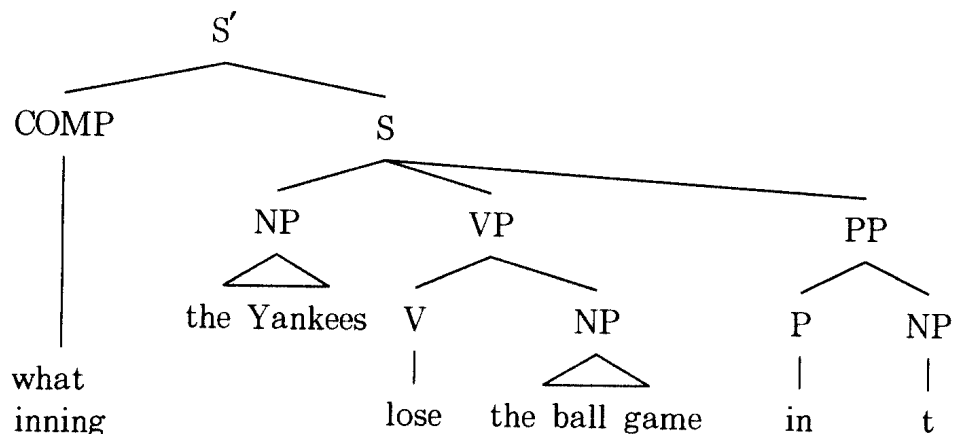 S′
COMP S
NP VP PP
the Yankees V NP P NP
what
inning lose the ball game in t